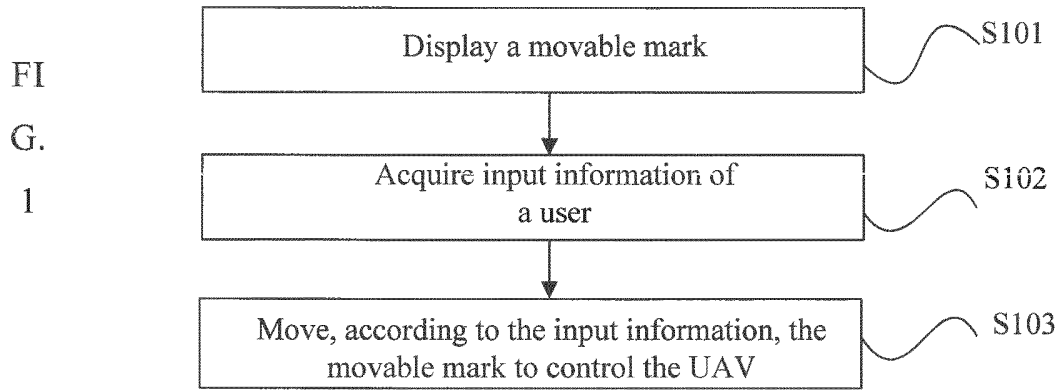 FI
G.
1
Display a movable mark
S101
Acquire input information of
a user
S102
Move, according to the input information, the
movable mark to control the UAV
S103